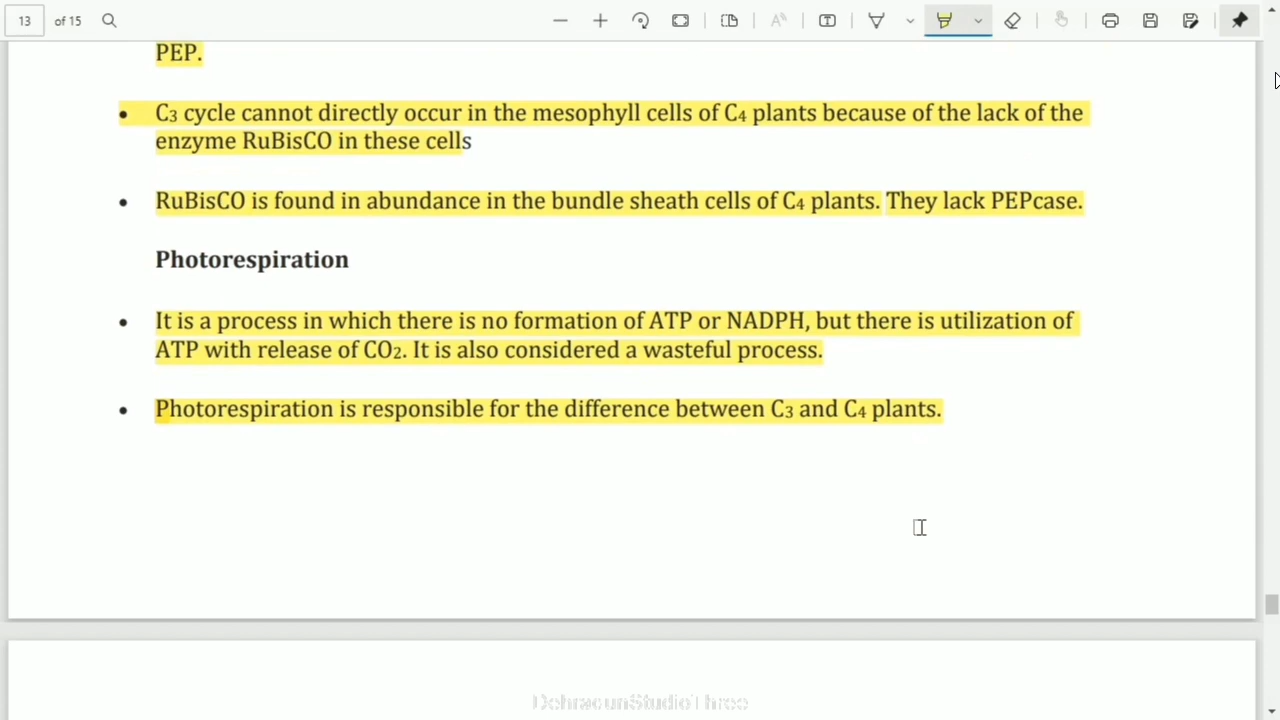 13 of 15
PEP.
• C3 cycle cannot directly occur in the mesophyll cells of C4 plants because of the lack of the
enzyme RuBisCO in these cells
• RuBisCO is found in abundance in the bundle sheath cells of C4 plants. They lack PEPcase.
Photorespiration
• It is a process in which there is no formation of ATP or NADPH, but there is utilization of
ATP with release of CO2. It is also considered a wasteful process.
• Photorespiration is responsible for the difference between C3 and C4 plants.
DehradunStudioThree